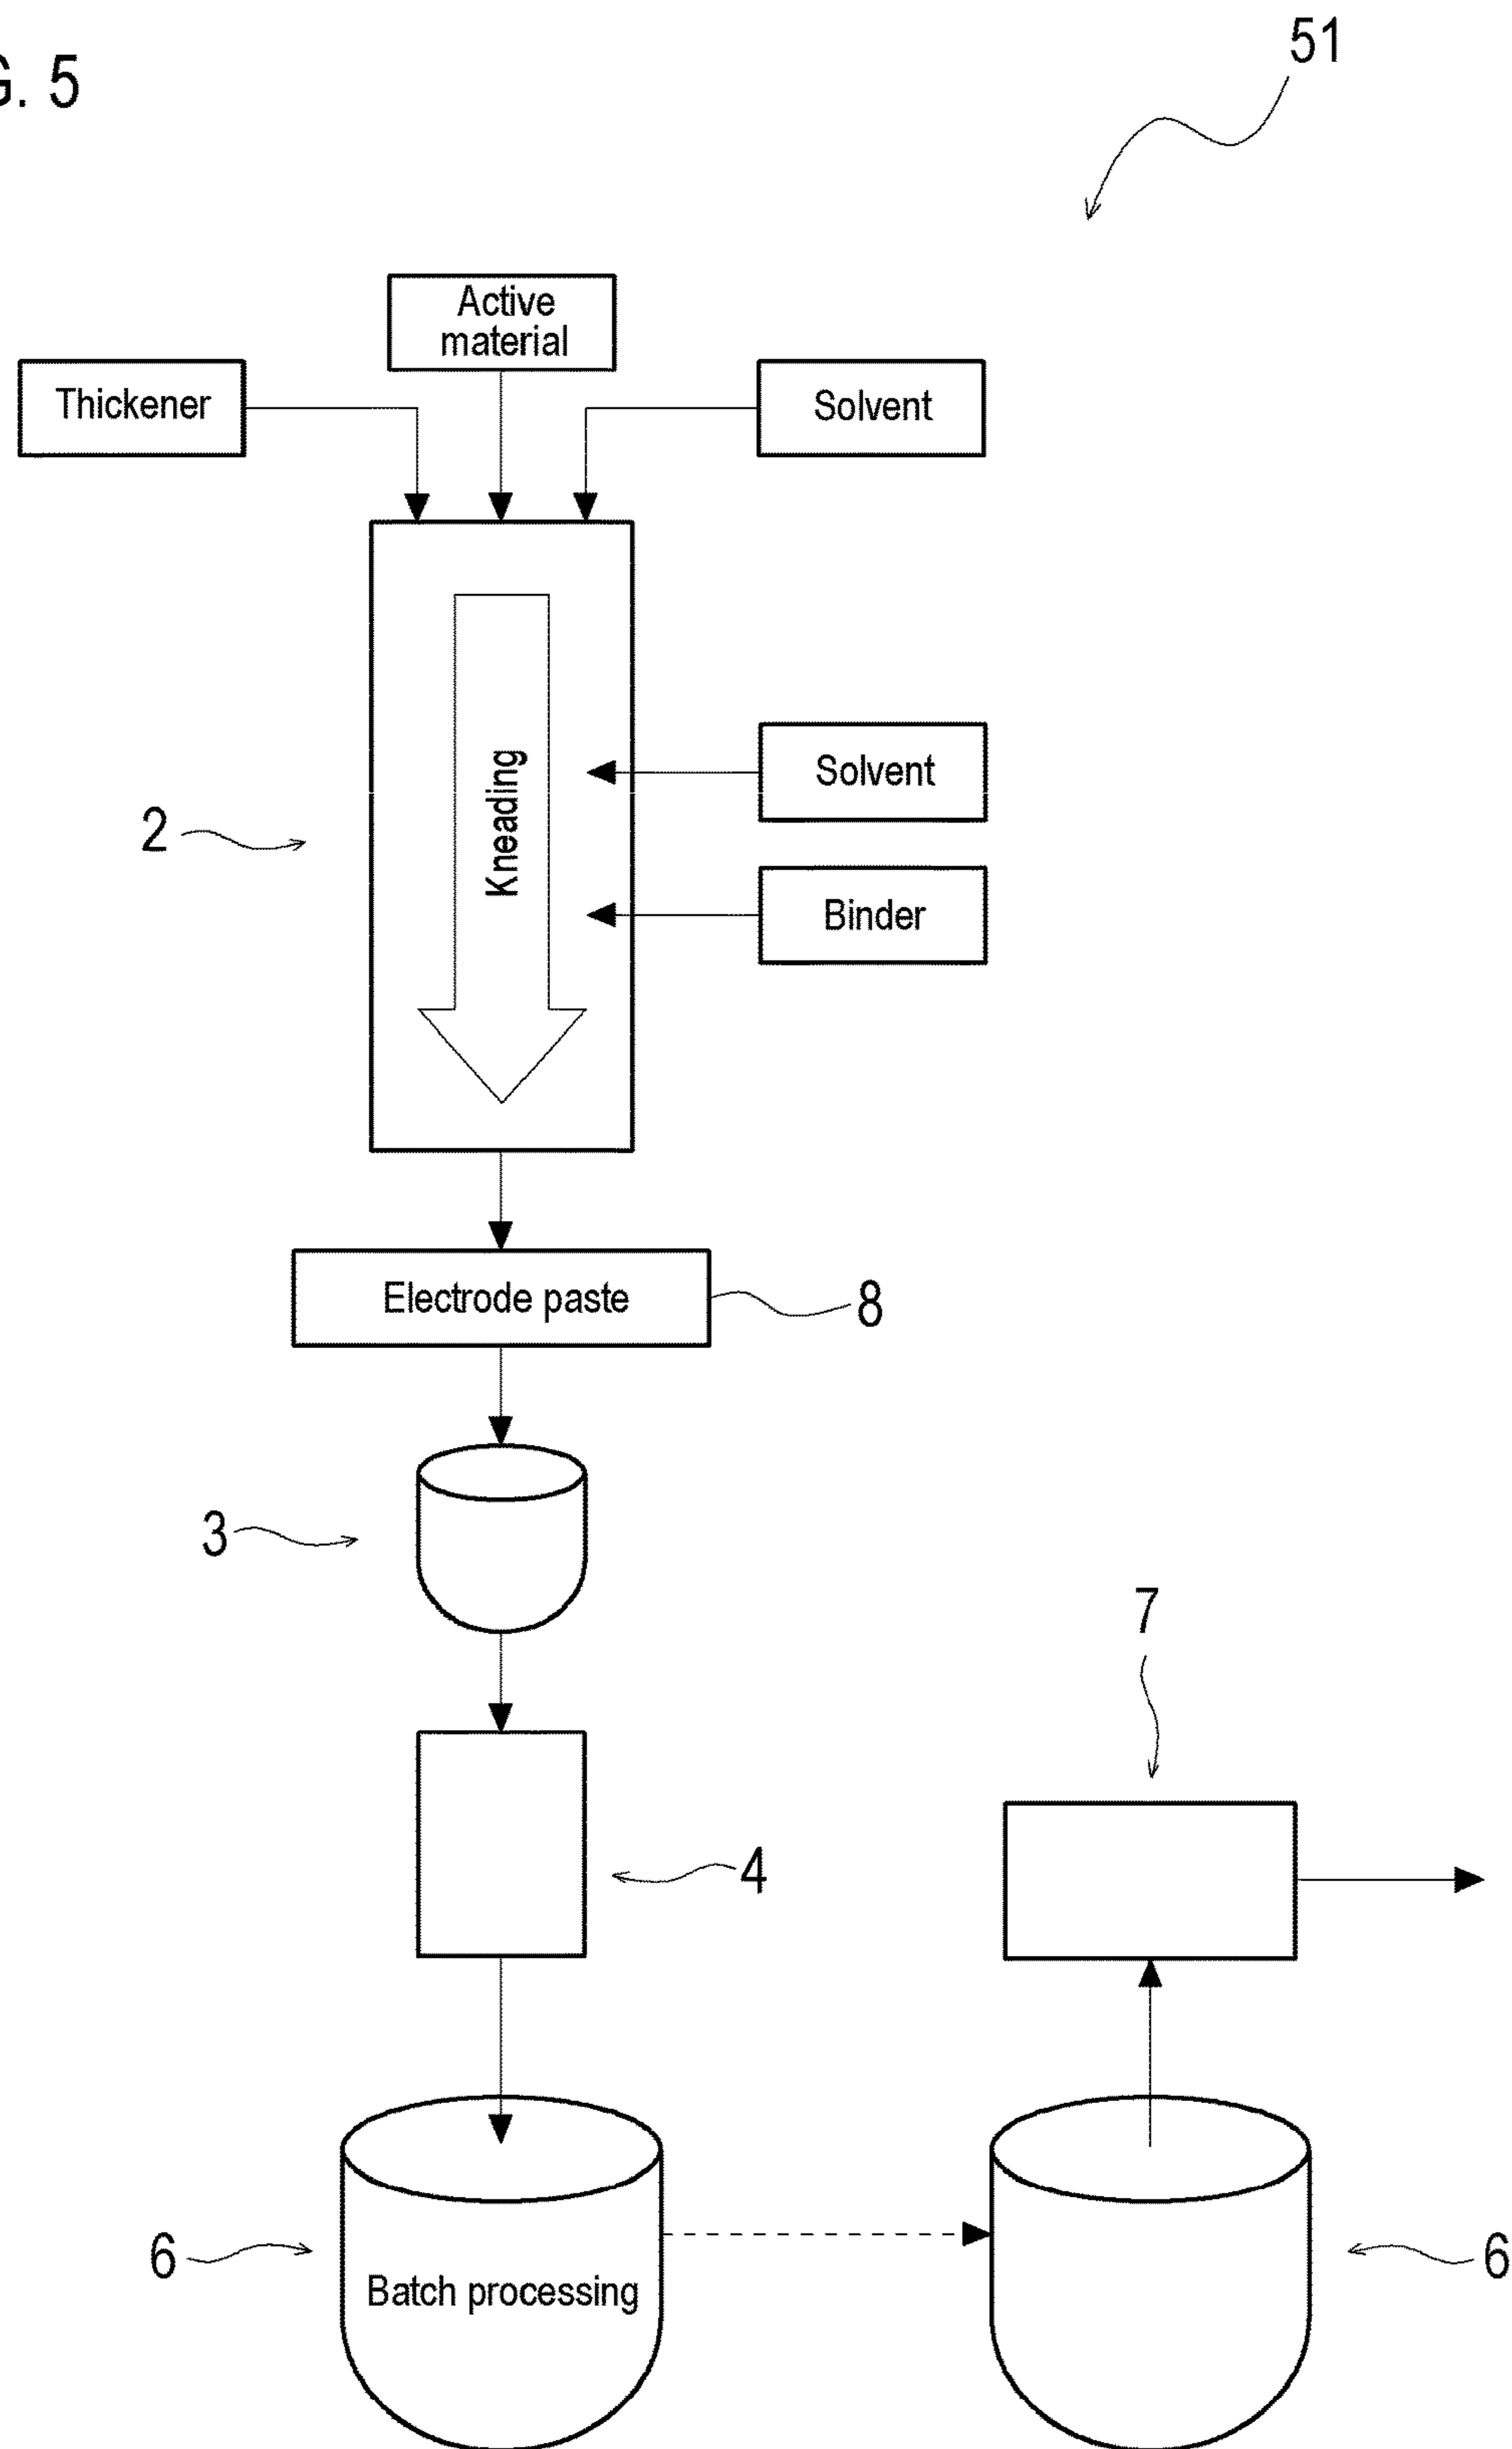 G. 5
51
Active
material
Thickener
Solvent
Kneading
Solvent
2
Binder
Electrode paste
8
3
7
4
6
6
Batch processing